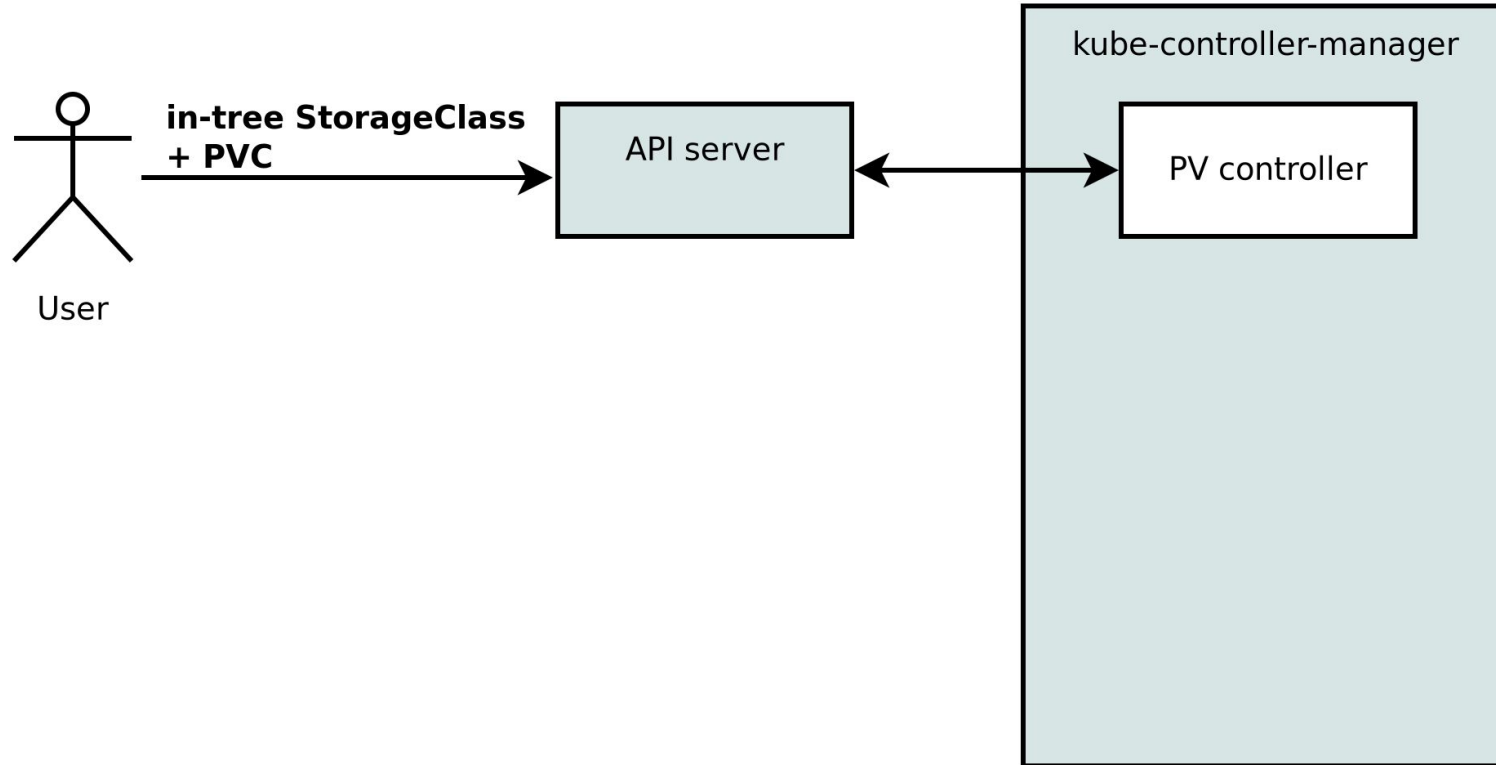 kube-controller-manager
in-tree StorageClass
+ PVC
API server
PV controller
User